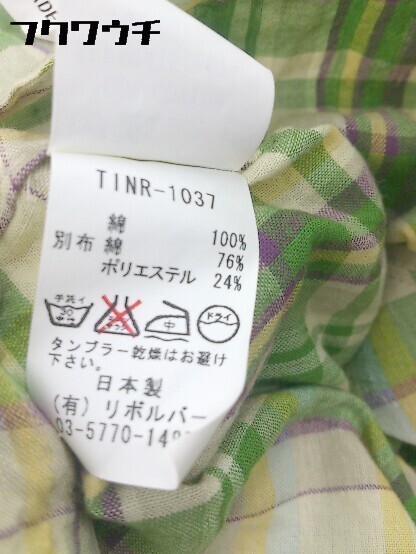 フクワウチ
TINR-1037
綿 100%
別布 綿 76%
ポリエステル 24%
手洗イ 30 中 ドライ
タンブラー乾燥はお避け
下さい。
日本製
(有) リボルバー
03-5770-14